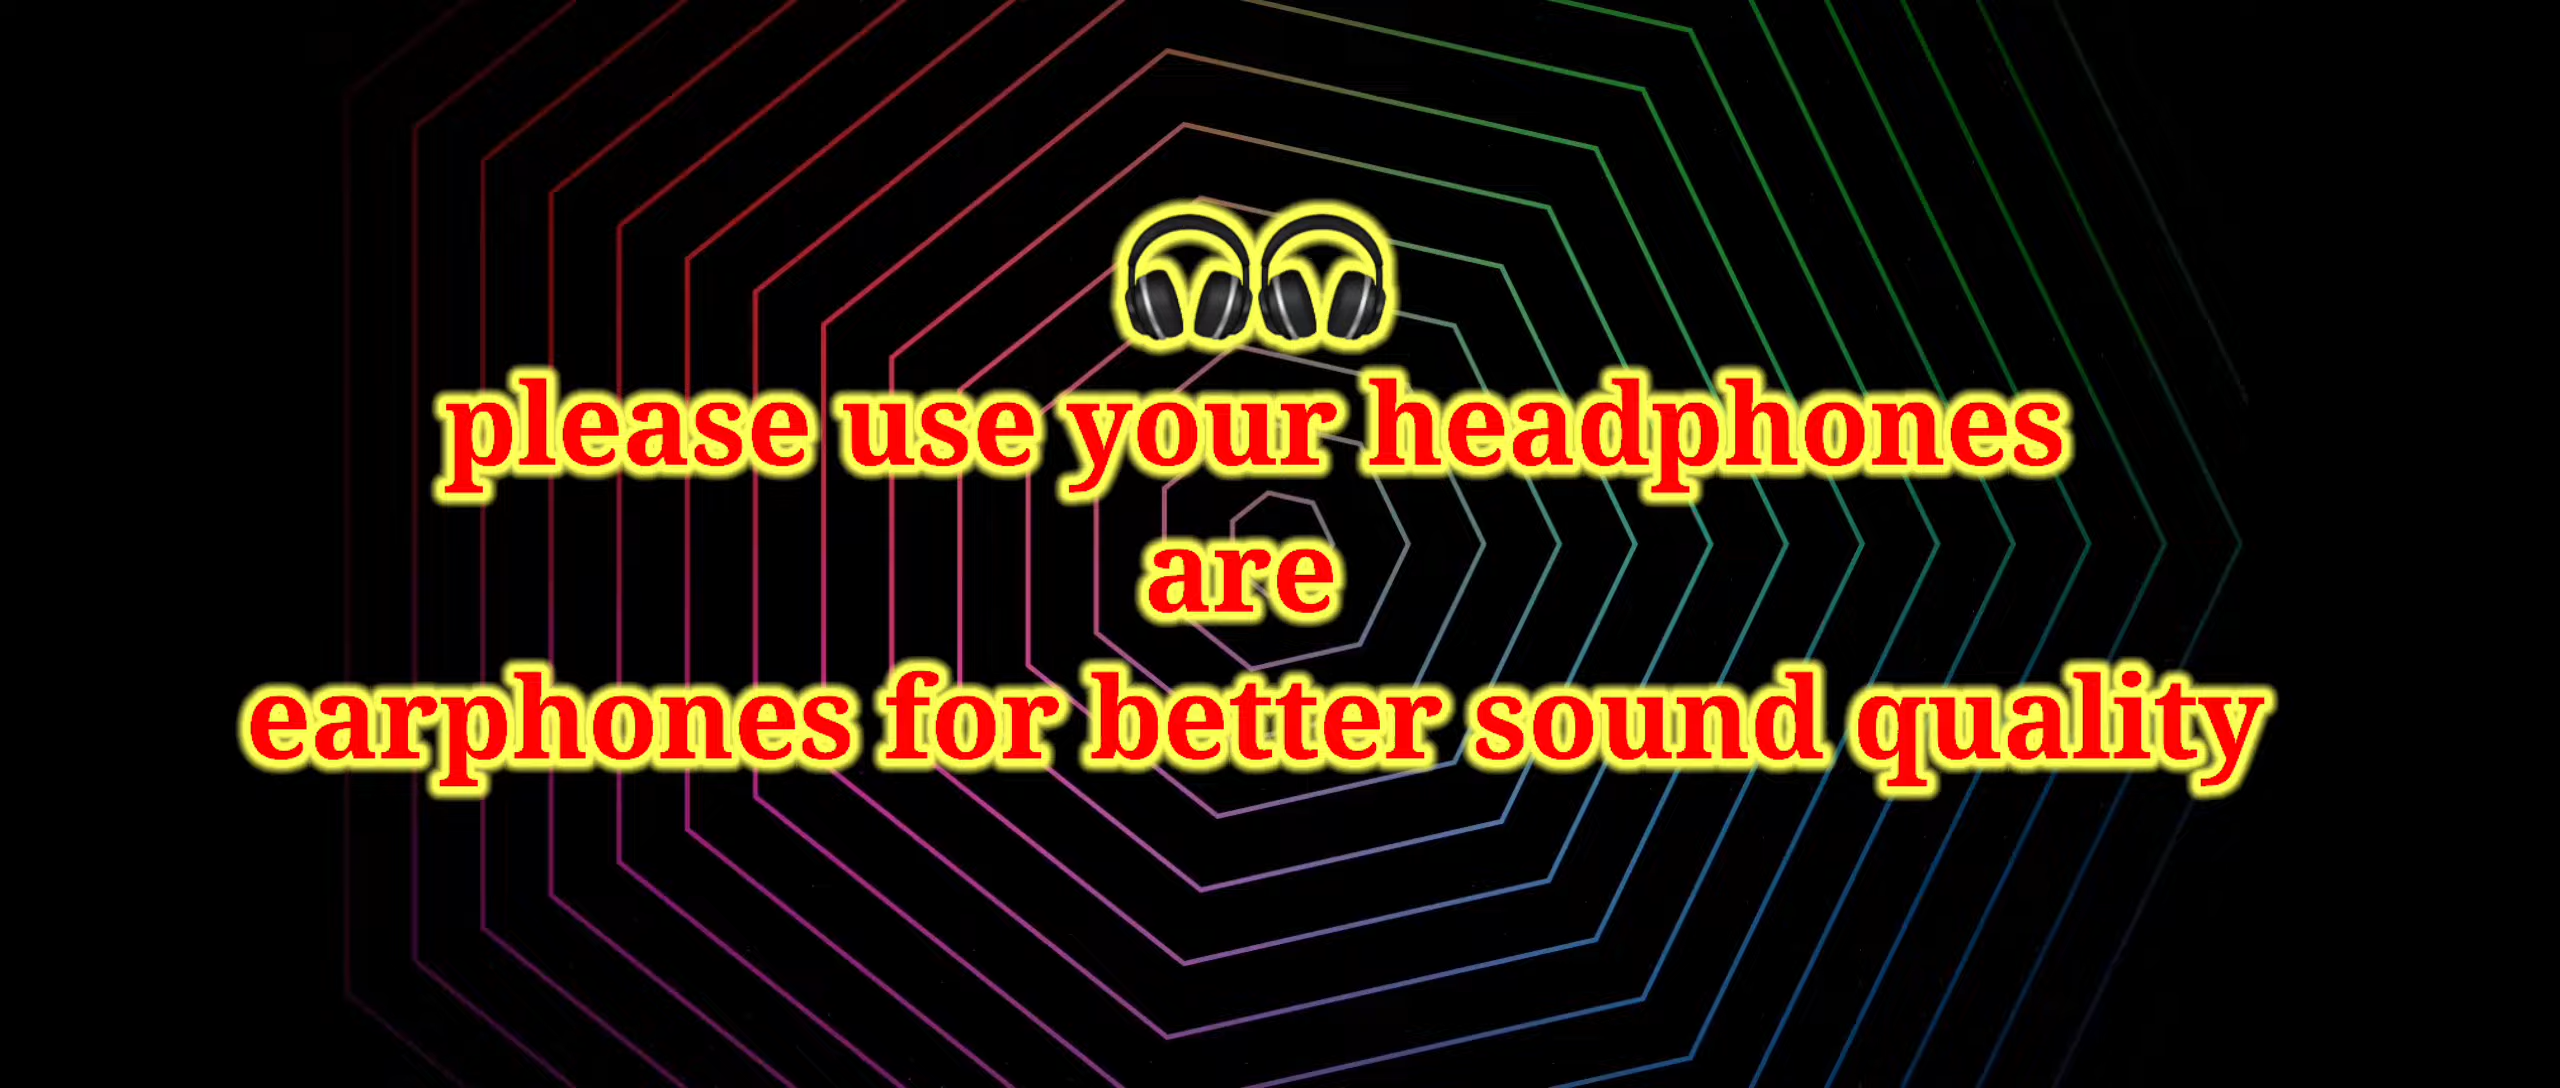 🎧🎧
please use your headphones
are
earphones for better sound quality